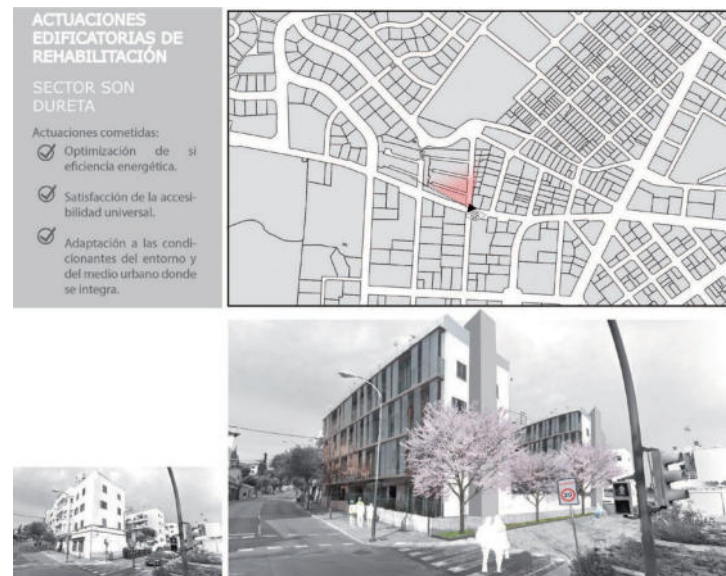 ACTUACIONES
EDIFICATORIAS DE
REHABILITACIÓN
SECTOR SON
DURETA
Actuaciones cometidas:
Optimización de si
eficiencia energética.
Satisfacción de la accesi-
bilidad universal.
Adaptación a las condi-
cionantes del entorno y
del medio urbano donde
se integra.